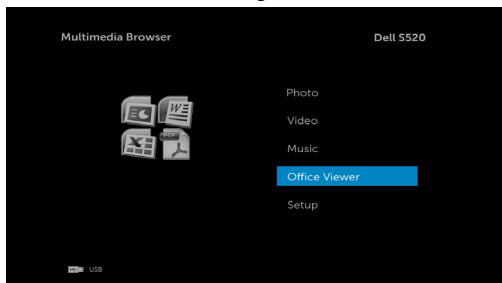 Multimedia Browser
Dell S520
Photo
Video
Music
Office Viewer
Setup
USB